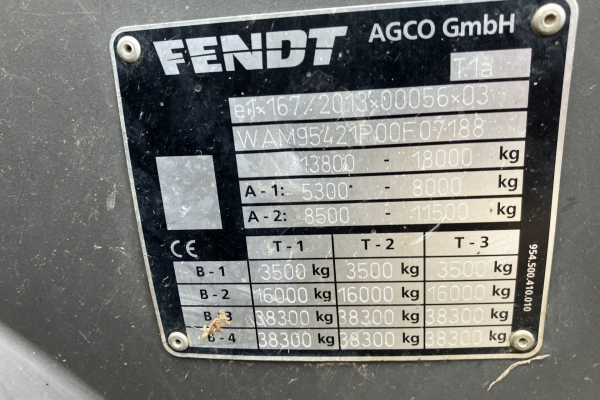 FENDT AGCO GmbH
T1a
e1*167/2013*00056*03
WAM95421P00F07188
13800 - 18000 kg
A - 1: 5300 - 8000 kg
A - 2: 8500 - 11500 kg
CE T - 1 T - 2 T - 3
B - 1 3500 kg 3500 kg 3500 kg
B - 2 16000 kg 16000 kg 16000 kg
B - 3 38300 kg 38300 kg 38300 kg
B - 4 38300 kg 38300 kg 38300 kg
954.500.410.010